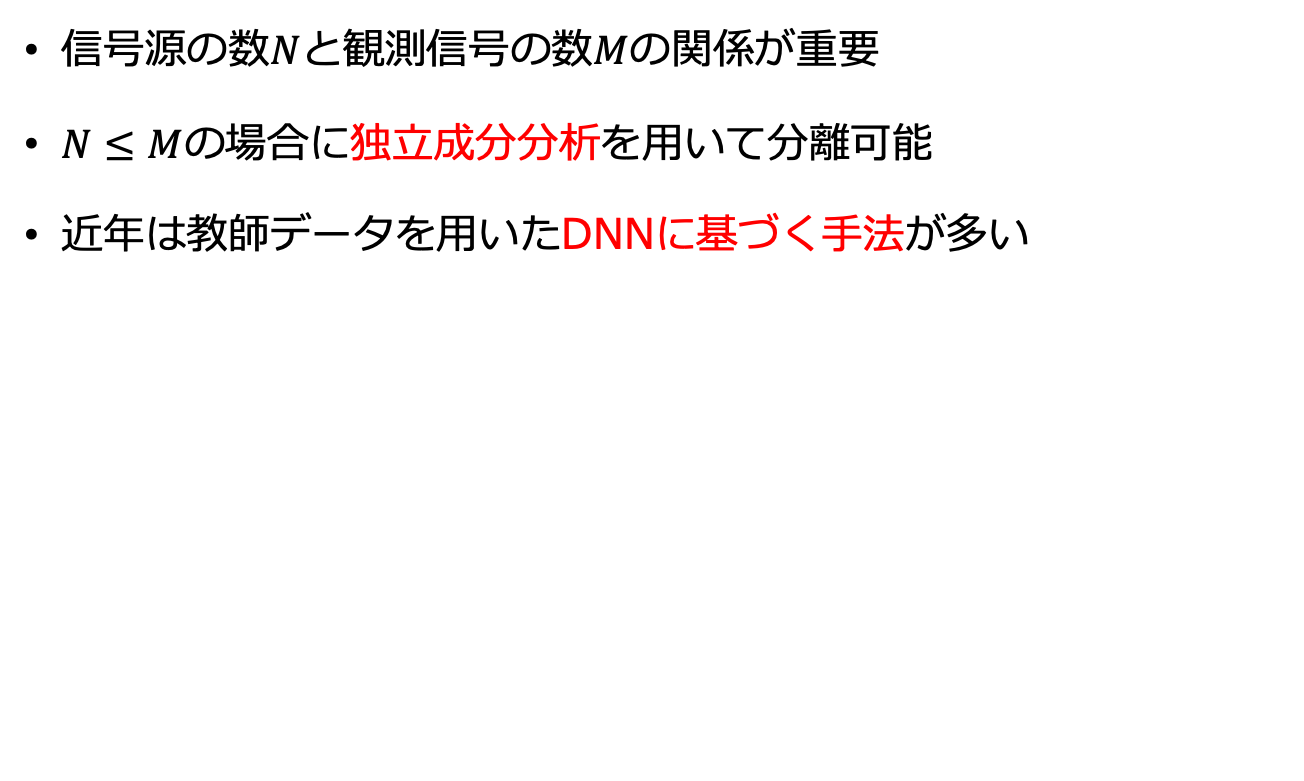 • 信号源の数Nと観測信号の数Mの関係が重要
• N ≤ Mの場合に独立成分分析を用いて分離可能
• 近年は教師データを用いたDNNに基づく手法が多い